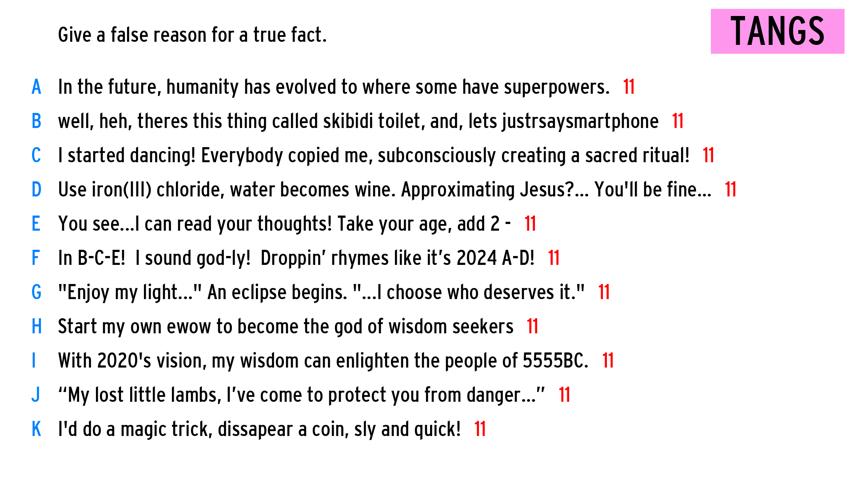 Give a false reason for a true fact.
TANGS
A In the future, humanity has evolved to where some have superpowers. 11
B well, heh, theres this thing called skibidi toilet, and, lets justrsaysmartphone 11
C I started dancing! Everybody copied me, subconsciously creating a sacred ritual! 11
D Use iron(III) chloride, water becomes wine. Approximating Jesus?... You'll be fine... 11
E You see...I can read your thoughts! Take your age, add 2 - 11
F In B-C-E!  I sound god-ly!  Droppin’ rhymes like it’s 2024 A-D! 11
G "Enjoy my light..." An eclipse begins. "...I choose who deserves it." 11
H Start my own ewow to become the god of wisdom seekers 11
I With 2020's vision, my wisdom can enlighten the people of 5555BC. 11
J “My lost little lambs, I’ve come to protect you from danger...” 11
K I'd do a magic trick, dissapear a coin, sly and quick! 11